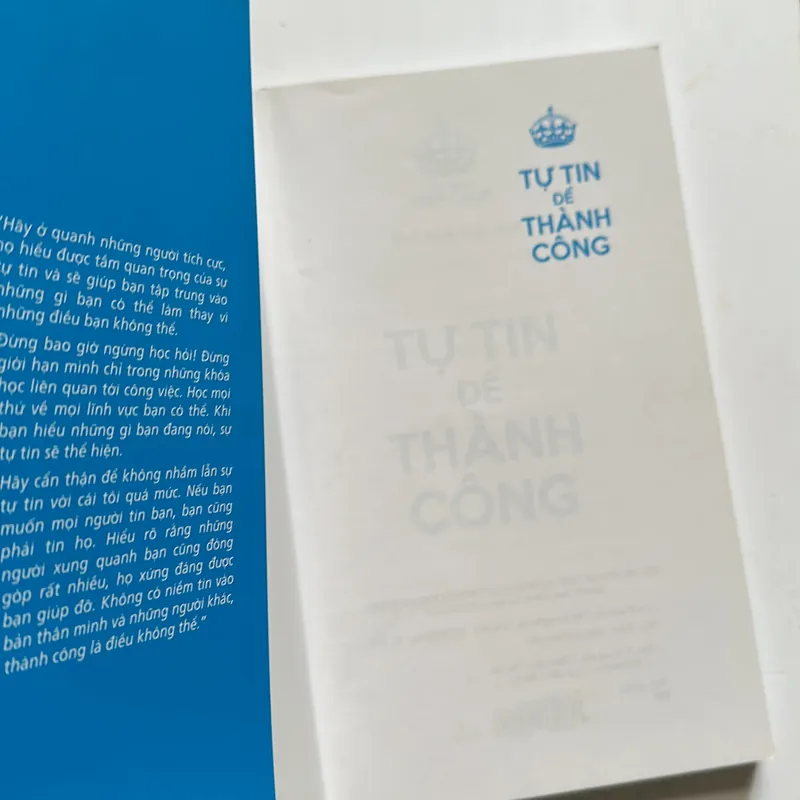 "Hãy ở quanh những người tích cực,
họ hiểu được tầm quan trọng của sự
tự tin và sẽ giúp bạn tập trung vào
những gì bạn có thể làm thay vì
những điều bạn không thể.
Đừng bao giờ ngừng học hỏi! Đừng
giới hạn mình chỉ trong những khóa
học liên quan tới công việc. Học mọi
thứ về mọi lĩnh vực bạn có thể. Khi
bạn hiểu những gì bạn đang nói, sự
tự tin sẽ thể hiện.
Hãy cẩn thận để không nhầm lẫn sự
tự tin với cái tôi quá mức. Nếu bạn
muốn mọi người tin bạn, bạn cũng
phải tin họ. Hiểu rõ rằng những
người xung quanh bạn cũng đóng
góp rất nhiều, họ xứng đáng được
bạn giúp đỡ. Không có niềm tin vào
bản thân mình và những người khác,
thành công là điều không thể."
TỰ TIN
ĐỂ
THÀNH
CÔNG
TỰ TIN
ĐỂ
THÀNH
CÔNG